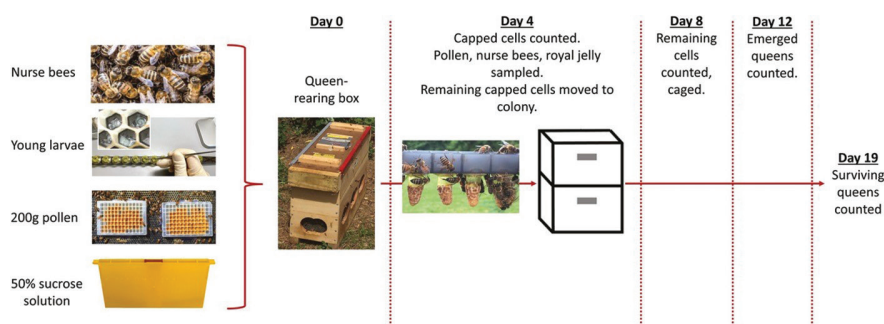 Nurse bees
Young larvae
200g pollen
50% sucrose
solution
Day 0
Queen-
rearing box
Day 4
Capped cells counted.
Pollen, nurse bees, royal jelly
sampled.
Remaining capped cells moved to
colony.
Day 8
Remaining
cells
counted,
caged.
Day 12
Emerged
queens
counted.
Day 19
Surviving
queens
counted